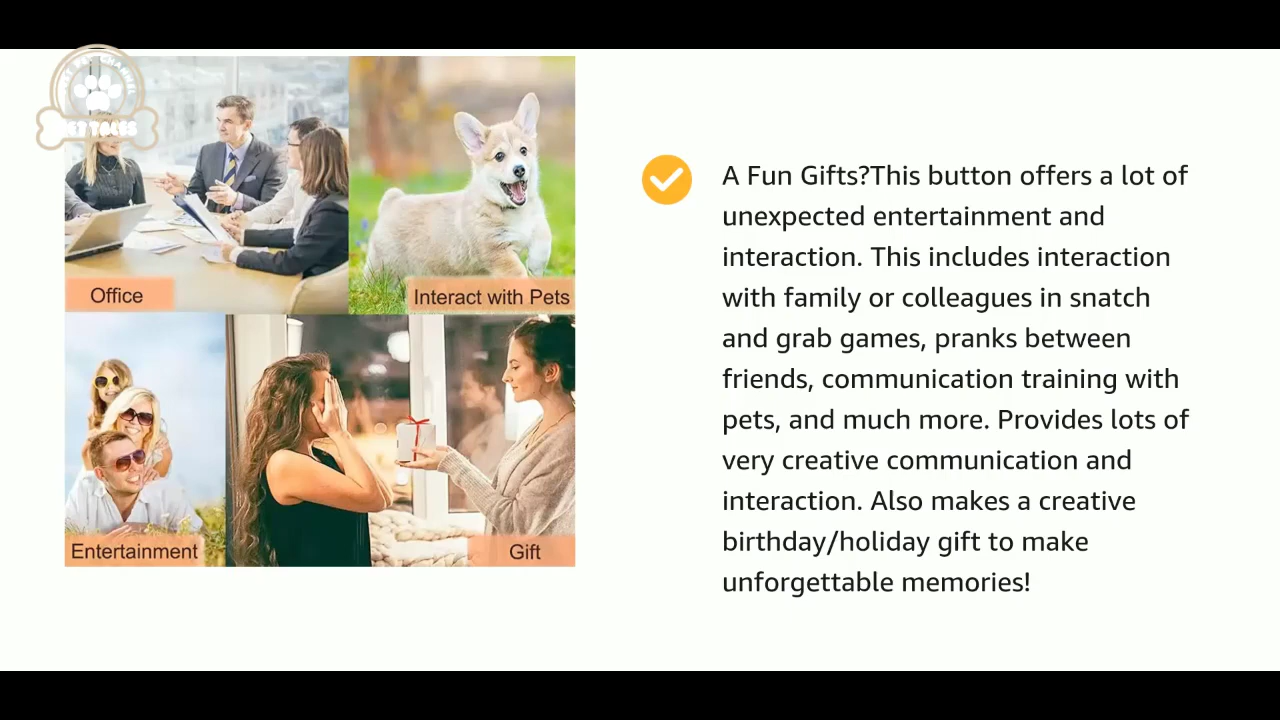 PET TALES
Office
Interact with Pets
Entertainment
Gift
A Fun Gifts?This button offers a lot of
unexpected entertainment and
interaction. This includes interaction
with family or colleagues in snatch
and grab games, pranks between
friends, communication training with
pets, and much more. Provides lots of
very creative communication and
interaction. Also makes a creative
birthday/holiday gift to make
unforgettable memories!